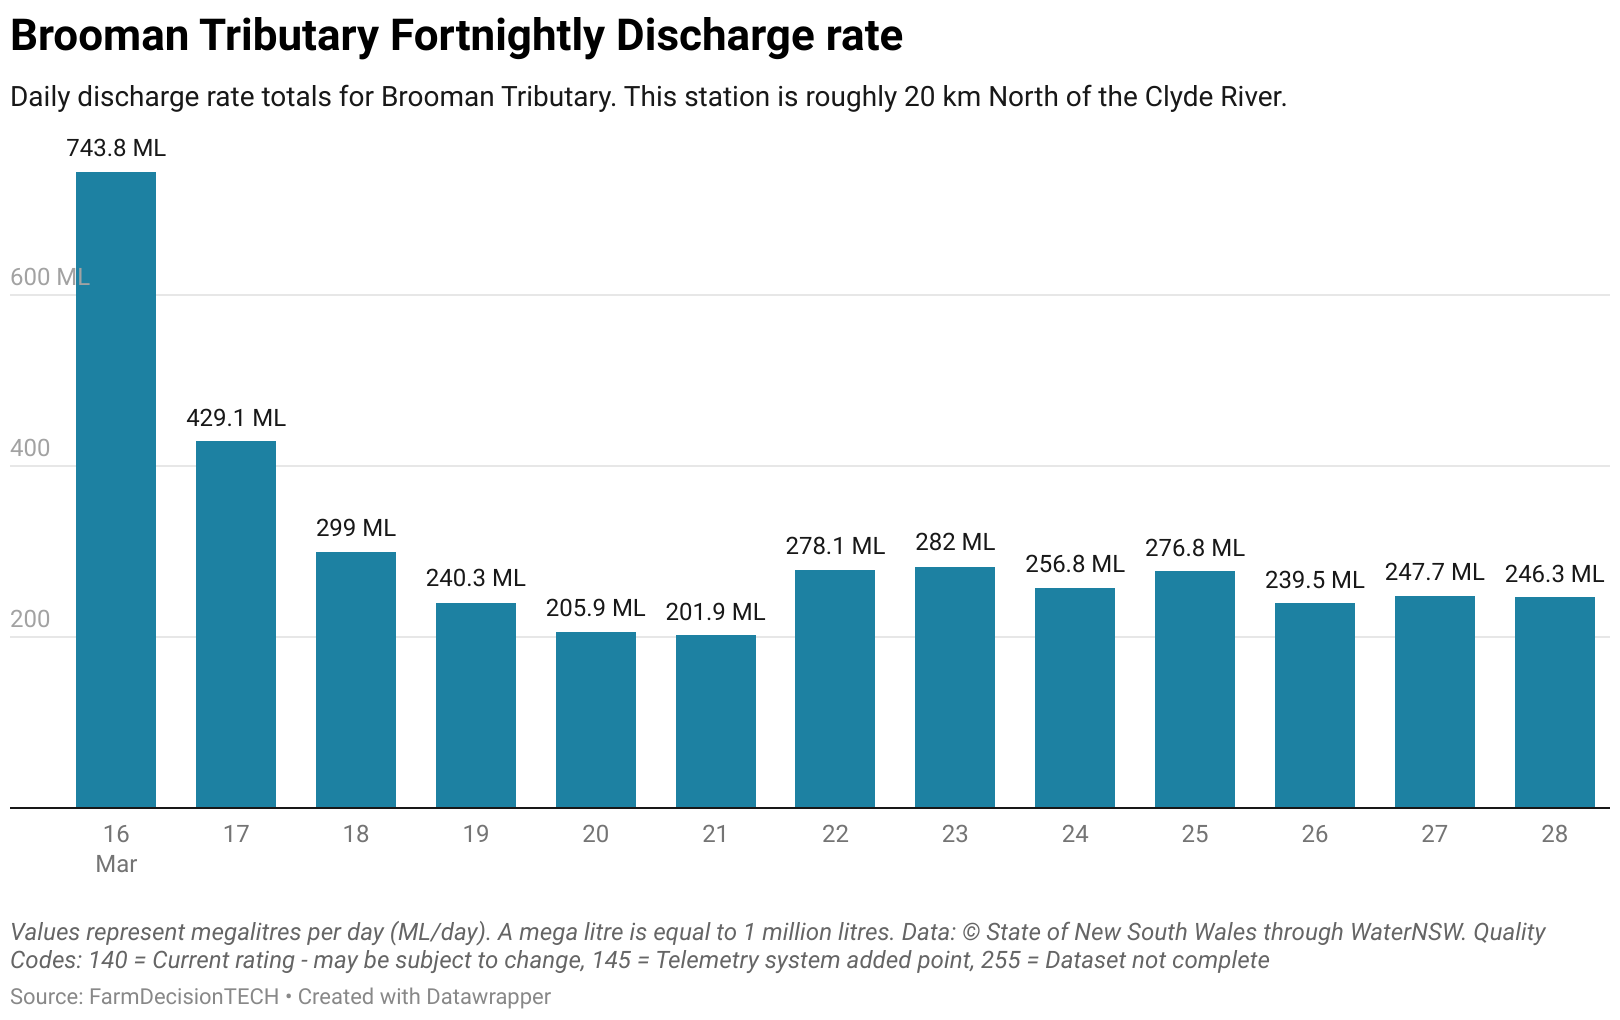 Brooman Tributary Fortnightly Discharge rate
Daily discharge rate totals for Brooman Tributary. This station is roughly 20 km North of the Clyde River.
743.8 ML
600 ML
429.1 ML
400
299 ML
240.3 ML
205.9 ML
201.9 ML
278.1 ML
282 ML
256.8 ML
276.8 ML
239.5 ML
247.7 ML
246.3 ML
200
16 17 18 19 20 21 22 23 24 25 26 27 28
Mar
Values represent megalitres per day (ML/day). A mega litre is equal to 1 million litres. Data: © State of New South Wales through WaterNSW. Quality
Codes: 140 = Current rating - may be subject to change, 145 = Telemetry system added point, 255 = Dataset not complete
Source: FarmDecisionTECH • Created with Datawrapper